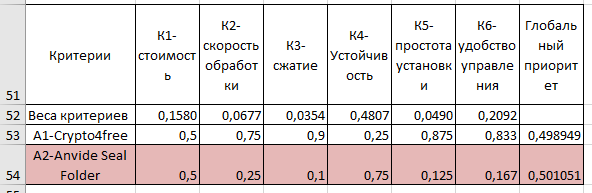 51 Критерии К1-стоимость К2-скорость обработки К3-сжатие К4-Устойчивость К5-простота установки К6-удобство управления Глобальный приоритет
52 Веса критериев 0,1580 0,0677 0,0354 0,4807 0,0490 0,2092
53 A1-Crypto4free 0,5 0,75 0,9 0,25 0,875 0,833 0,498949
54 A2-Anvide Seal Folder 0,5 0,25 0,1 0,75 0,125 0,167 0,501051